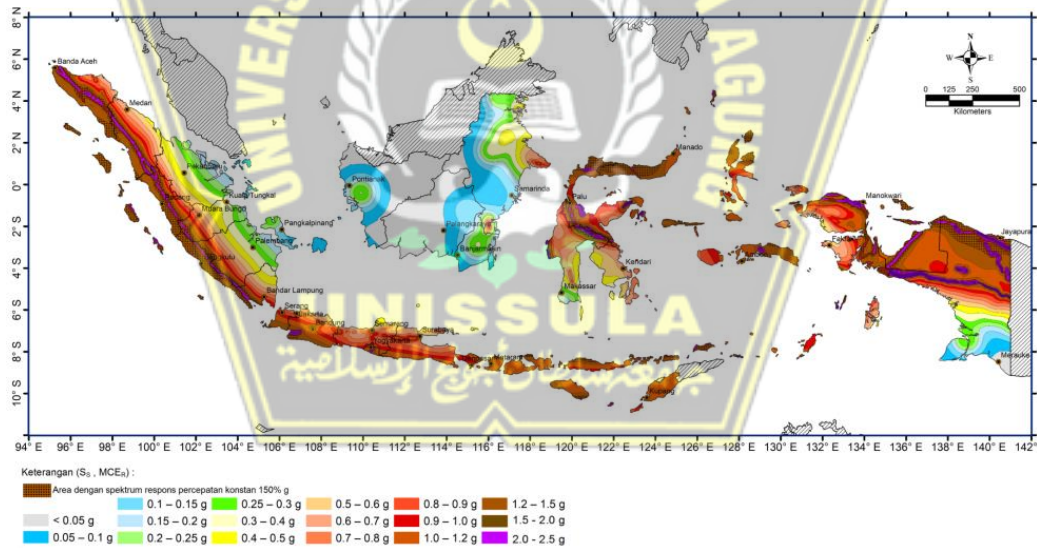 8° N
6° N
4° N
2° N
0°
2° S
4° S
6° S
8° S
10° S
UNIVERS
AGUNG
N
W E
S
0 125 250 500
Kilometers
Banda Aceh
Medan
Pekanbaru
Kuala Tungkal
Padang
Muara Bungo
Pangkalpinang
Palembang
Bengkulu
Bandar Lampung
Serang
Jakarta
Bandung
Semarang
Surabaya
Mataram
Kupang
Pontianak
Palangkaraya
Banjarmasin
Samarinda
Palu
Manado
Kendari
Makassar
Manokwari
Jayapura
Merauke
UNISSULA
جامعة سلطان أجونج الإسلامية
94° E 96° E 98° E 100° E 102° E 104° E 106° E 108° E 110° E 112° E 114° E 116° E 118° E 120° E 122° E 124° E 126° E 128° E 130° E 132° E 134° E 136° E 138° E 140° E 142° E
Keterangan (SS , MCER) :
Area dengan spektrum respons percepatan konstan 150% g
0.1 – 0.15 g 0.25 – 0.3 g 0.5 – 0.6 g 0.8 – 0.9 g 1.2 – 1.5 g
< 0.05 g 0.15 – 0.2 g 0.3 – 0.4 g 0.6 – 0.7 g 0.9 – 1.0 g 1.5 - 2.0 g
0.05 – 0.1 g 0.2 – 0.25 g 0.4 – 0.5 g 0.7 – 0.8 g 1.0 – 1.2 g 2.0 - 2.5 g